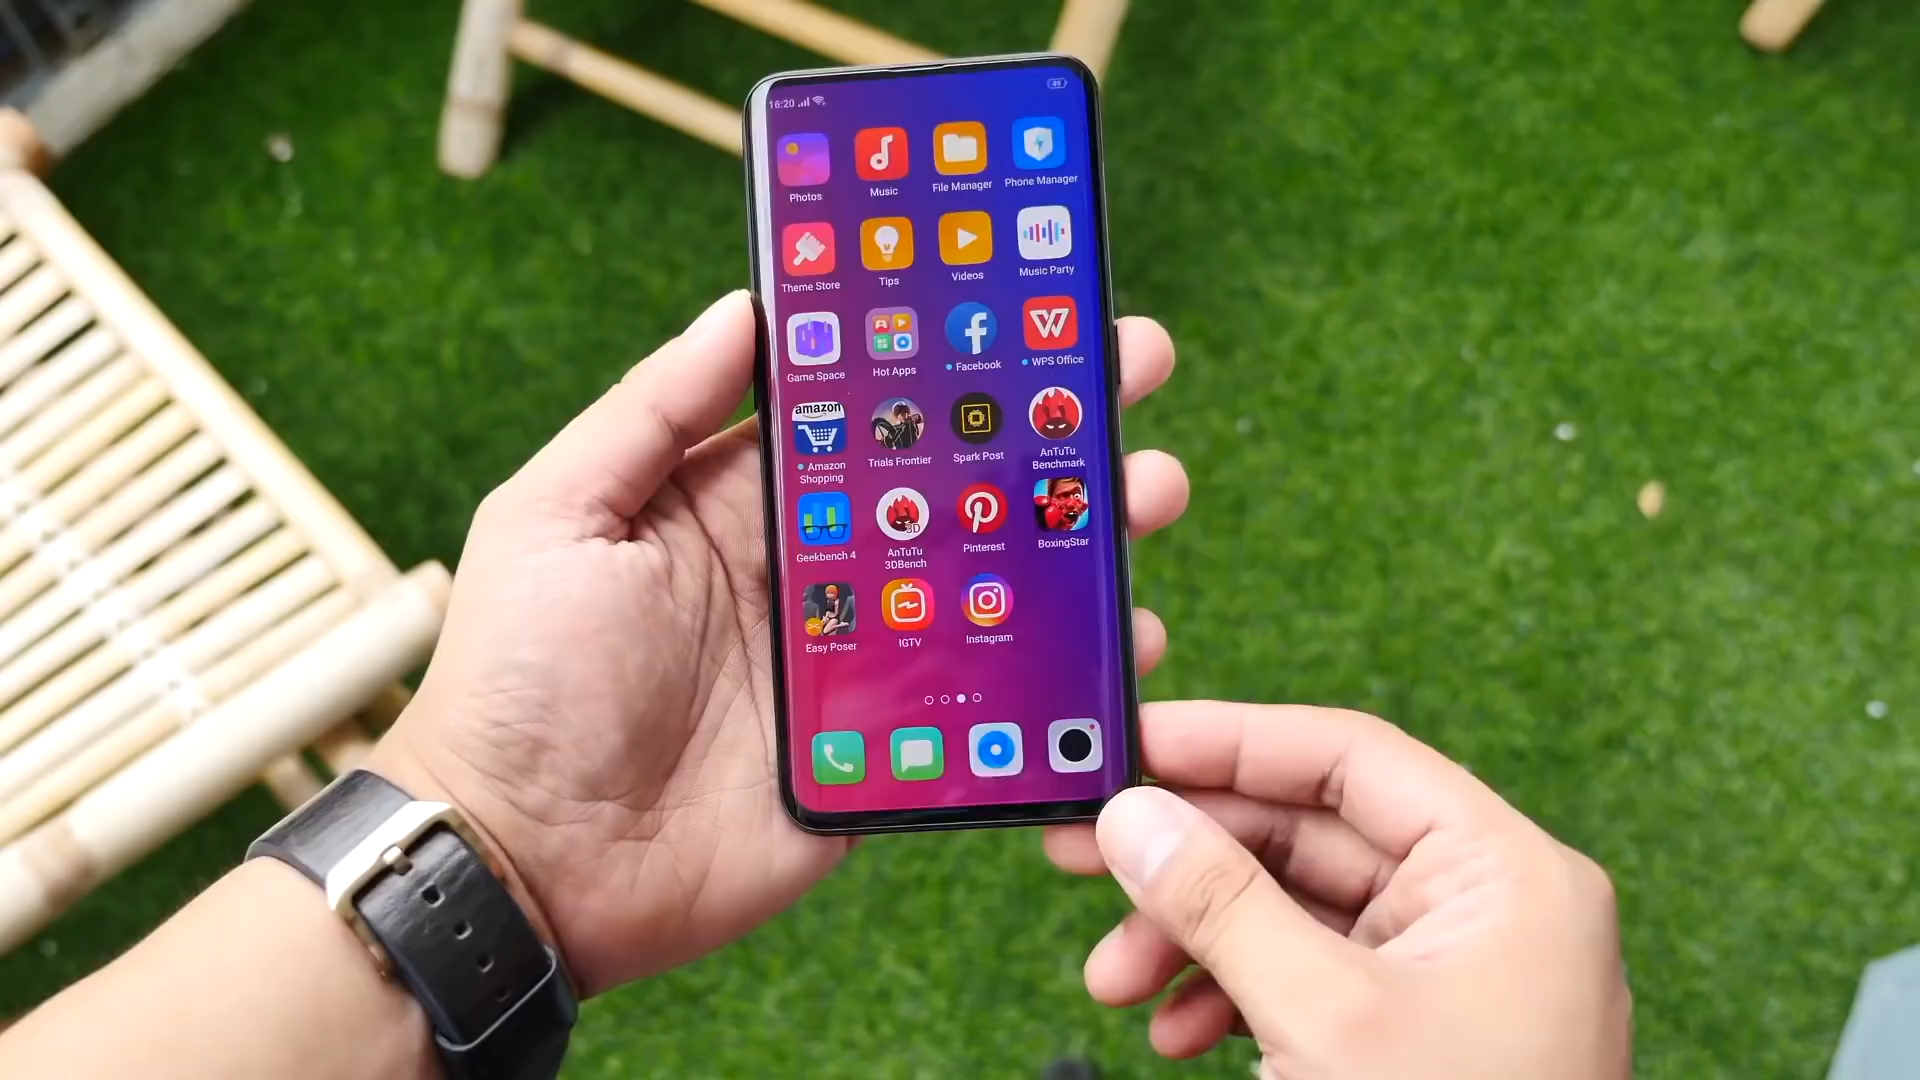 16:20
49
Photos
Music
File Manager
Phone Manager
Theme Store
Tips
Videos
Music Party
Game Space
Hot Apps
Facebook
WPS Office
amazon
Amazon
Shopping
Trials Frontier
Spark Post
AnTuTu
Benchmark
Geekbench 4
3D
AnTuTu
3DBench
Pinterest
BoxingStar
Easy Poser
IGTV
Instagram